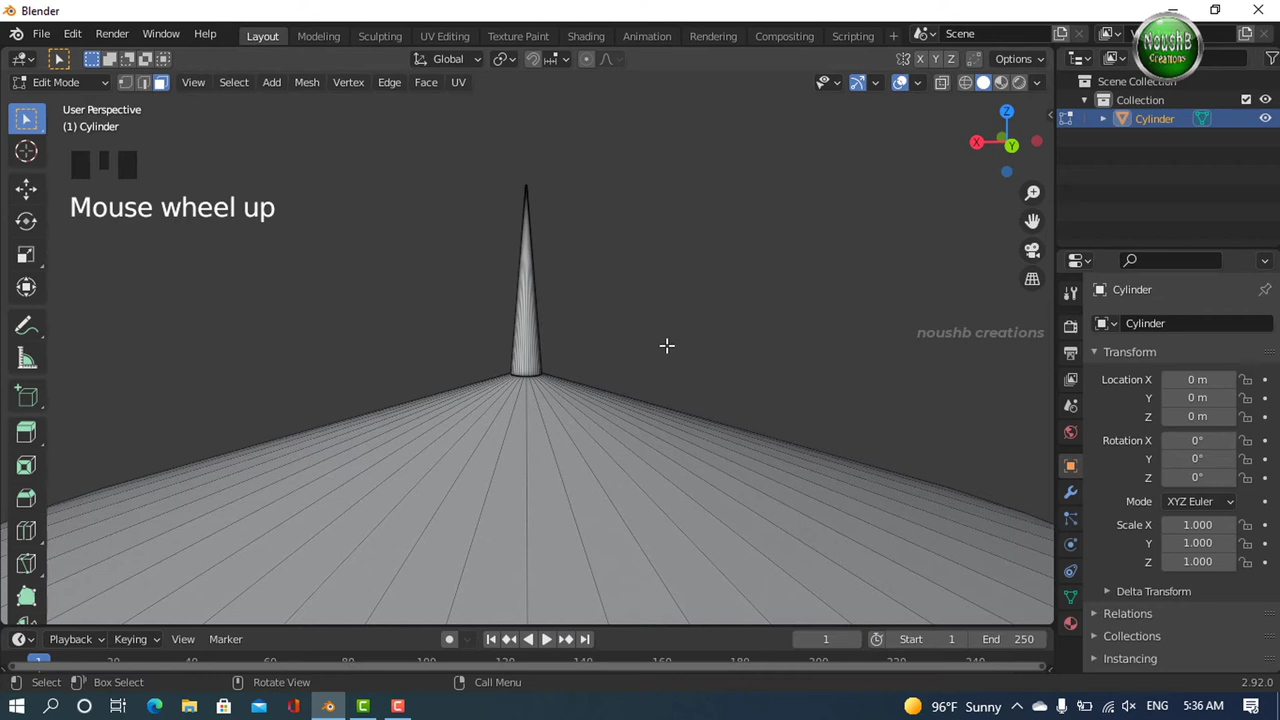 Blender
File Edit Render Window Help Layout Modeling Sculpting UV Editing Texture Paint Shading Animation Rendering Compositing Scripting + Scene
NoushB
Creations
Global X Y Z Options
Edit Mode View Select Add Mesh Vertex Edge Face UV
Scene Collection
Collection
Cylinder
User Perspective
(1) Cylinder
Z
X
Y
Mouse wheel up
noushb creations
Cylinder
Cylinder
Transform
Location X 0 m
Y 0 m
Z 0 m
Rotation X 0°
Y 0°
Z 0°
Mode XYZ Euler
Scale X 1.000
Y 1.000
Z 1.000
Delta Transform
Relations
Collections
Instancing
Playback Keying View Marker 1 Start 1 End 250
Select Box Select Rotate View Call Menu 2.92.0
96°F Sunny ENG 5:36 AM